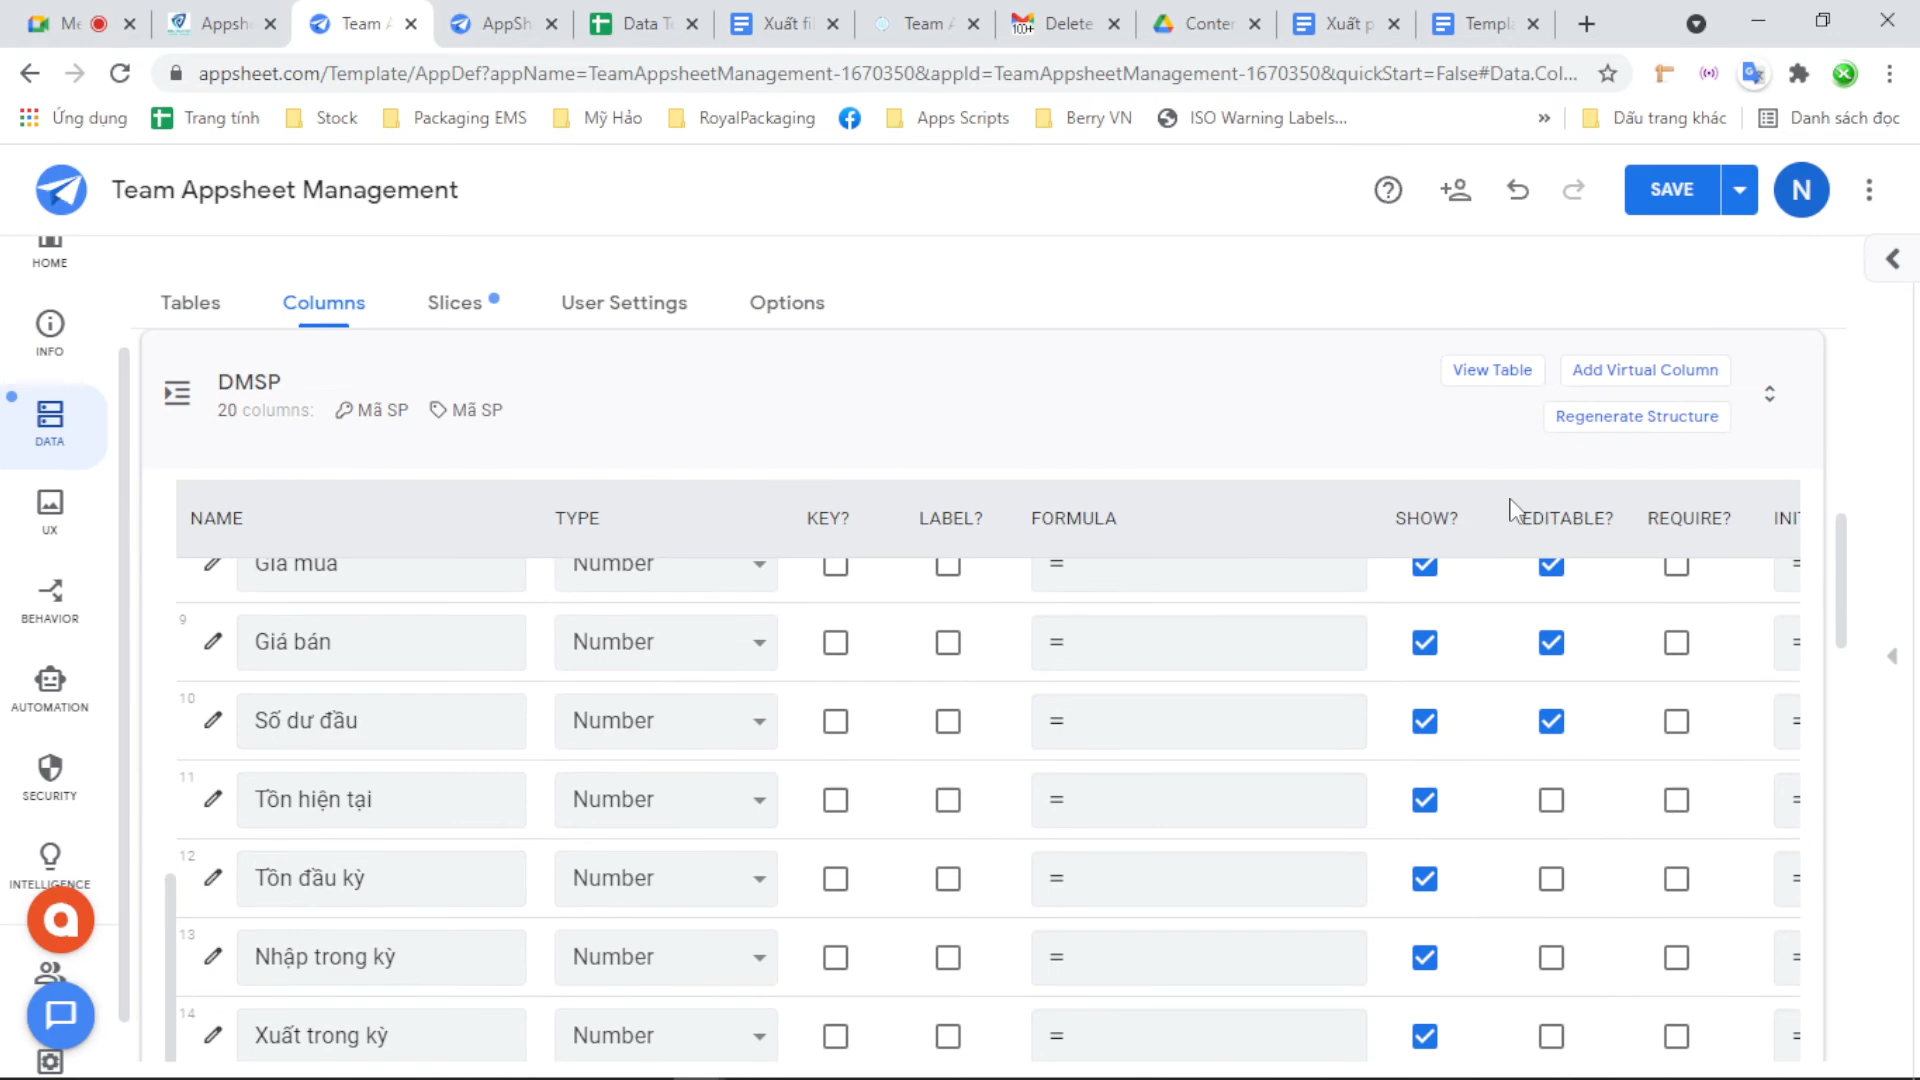 Me
Appshe
Team A
AppSh
Data Te
Xuất fi
Team A
100+
Delete
Conter
Xuất p
Templa
appsheet.com/Template/AppDef?appName=TeamAppsheetManagement-1670350&appId=TeamAppsheetManagement-1670350&quickStart=False#Data.Col...
Ứng dụng
Trang tính
Stock
Packaging EMS
Mỹ Hảo
RoyalPackaging
Apps Scripts
Berry VN
ISO Warning Labels...
»
Dấu trang khác
Danh sách đọc
Team Appsheet Management
SAVE
N
HOME
INFO
DATA
UX
BEHAVIOR
AUTOMATION
SECURITY
INTELLIGENCE
Tables
Columns
Slices
User Settings
Options
DMSP
20 columns: Mã SP Mã SP
View Table
Add Virtual Column
Regenerate Structure
NAME TYPE KEY? LABEL? FORMULA SHOW? EDITABLE? REQUIRE? INIT
Giá mua Number = =
9 Giá bán Number = =
10 Số dư đầu Number = =
11 Tồn hiện tại Number = =
12 Tồn đầu kỳ Number = =
13 Nhập trong kỳ Number = =
14 Xuất trong kỳ Number = =